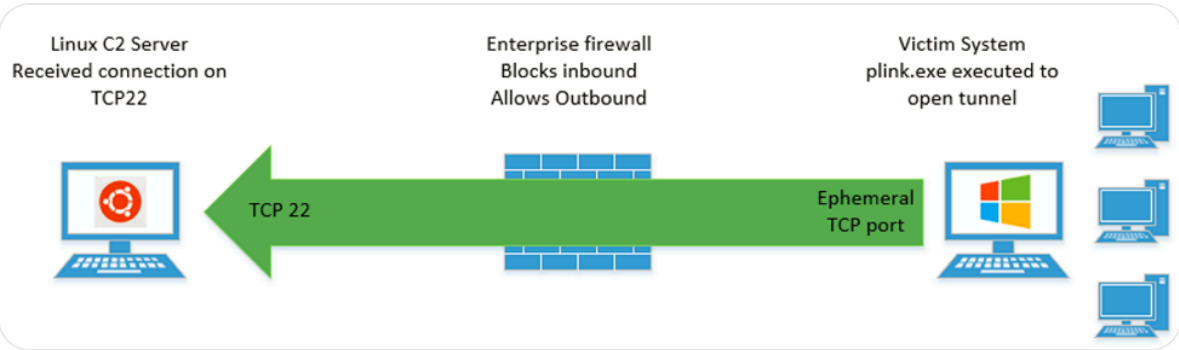 Linux C2 Server
Received connection on
TCP22
Enterprise firewall
Blocks inbound
Allows Outbound
Victim System
plink.exe executed to
open tunnel
TCP 22
Ephemeral
TCP port